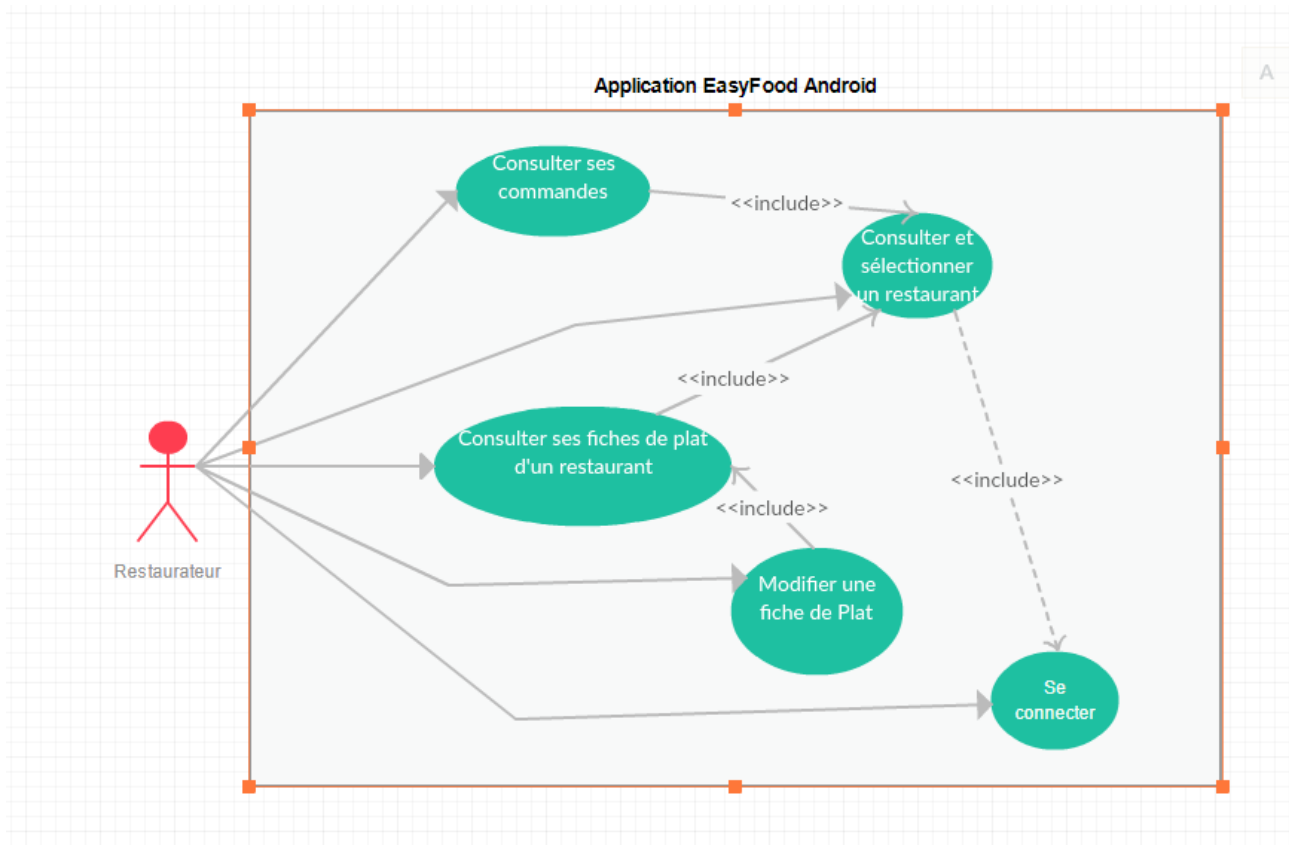 Application EasyFood Android
A
Consulter ses
commandes
<<include>>
Consulter et
sélectionner
un restaurant
<<include>>
Consulter ses fiches de plat
d'un restaurant
<<include>>
<<include>>
Restaurateur
Modifier une
fiche de Plat
Se
connecter